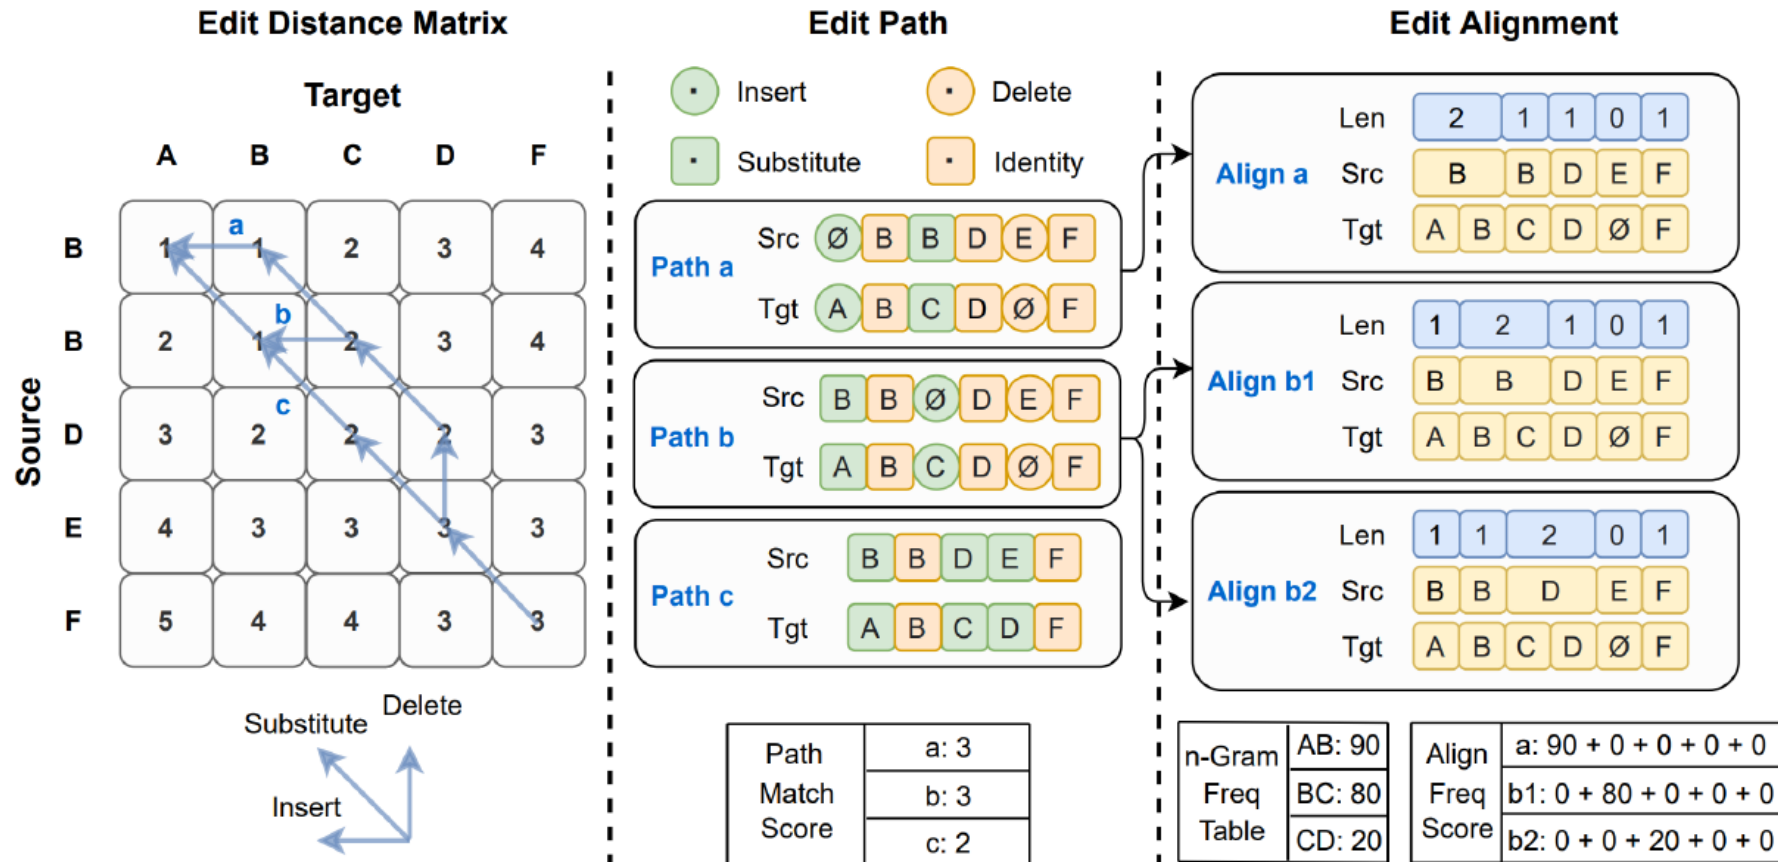 Edit Distance Matrix
Target
A B C D F
Source
B 1 1 2 3 4
a
B 2 1 2 3 4
b
D 3 2 2 2 3
c
E 4 3 3 3 3
F 5 4 4 3 3
Substitute
Delete
Insert
Edit Path
Insert
Delete
Substitute
Identity
Path a
Src Ø B B D E F
Tgt A B C D Ø F
Path b
Src B B Ø D E F
Tgt A B C D Ø F
Path c
Src B B D E F
Tgt A B C D F
Path
Match
Score
a: 3
b: 3
c: 2
Edit Alignment
Align a
Len 2 1 1 0 1
Src B B D E F
Tgt A B C D Ø F
Align b1
Len 1 2 1 0 1
Src B B D E F
Tgt A B C D Ø F
Align b2
Len 1 1 2 0 1
Src B B D E F
Tgt A B C D Ø F
n-Gram
Freq
Table
AB: 90
BC: 80
CD: 20
Align
Freq
Score
a: 90 + 0 + 0 + 0 + 0
b1: 0 + 80 + 0 + 0 + 0
b2: 0 + 0 + 20 + 0 + 0